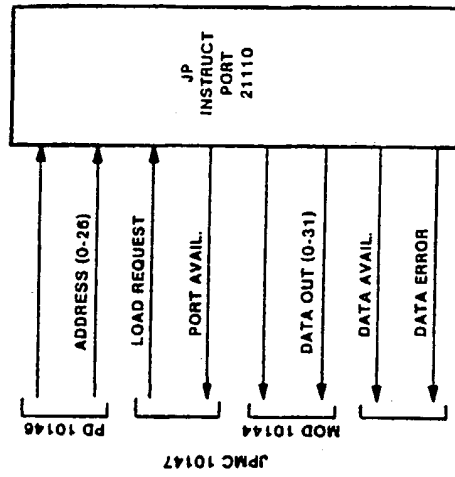 JP
INSTRUCT
PORT
21110
ADDRESS (0-26)
LOAD REQUEST
PORT AVAIL.
DATA OUT (0-31)
DATA AVAIL.
DATA ERROR
PD 10146
MOD 10144
JPMC 10147